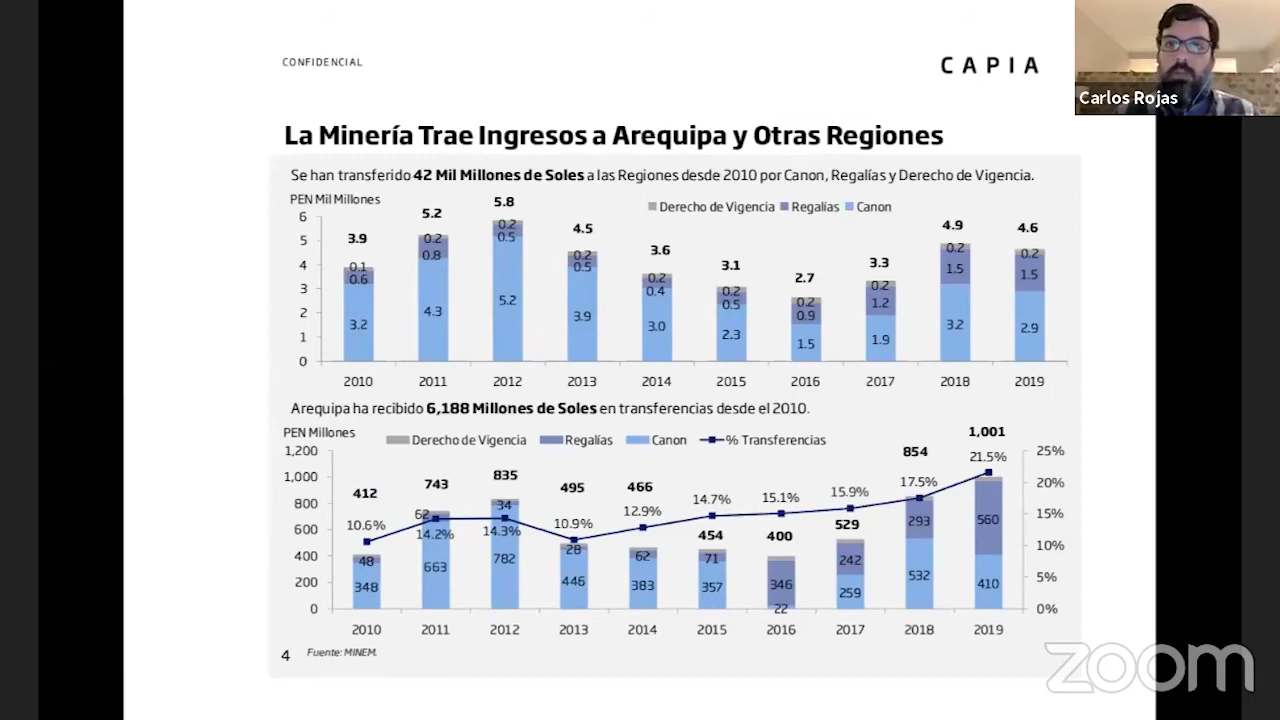 CONFIDENCIAL
CAPIA
Carlos Rojas
La Minería Trae Ingresos a Arequipa y Otras Regiones
Se han transferido 42 Mil Millones de Soles a las Regiones desde 2010 por Canon, Regalías y Derecho de Vigencia.
PEN Mil Millones
Derecho de Vigencia Regalías Canon
6
5
4
3
2
1
0
3.9 5.2 5.8 4.5 3.6 3.1 2.7 3.3 4.9 4.6
0.1 0.2 0.2 0.2 0.2 0.2 0.2 0.2 0.2 0.2
0.6 0.8 0.5 0.5 0.4 0.5 0.9 1.2 1.5 1.5
3.2 4.3 5.2 3.9 3.0 2.3 1.5 1.9 3.2 2.9
2010 2011 2012 2013 2014 2015 2016 2017 2018 2019
Arequipa ha recibido 6,188 Millones de Soles en transferencias desde el 2010.
PEN Millones
Derecho de Vigencia Regalías Canon % Transferencias
1,200
1,000
800
600
400
200
0
25%
20%
15%
10%
5%
0%
412 743 835 495 466 454 400 529 854 1,001
10.6% 14.2% 14.3% 10.9% 12.9% 14.7% 15.1% 15.9% 17.5% 21.5%
48 62 34 28 62 71 346 242 293 560
348 663 782 446 383 357 22 259 532 410
2010 2011 2012 2013 2014 2015 2016 2017 2018 2019
4 Fuente: MINEM.
zoom